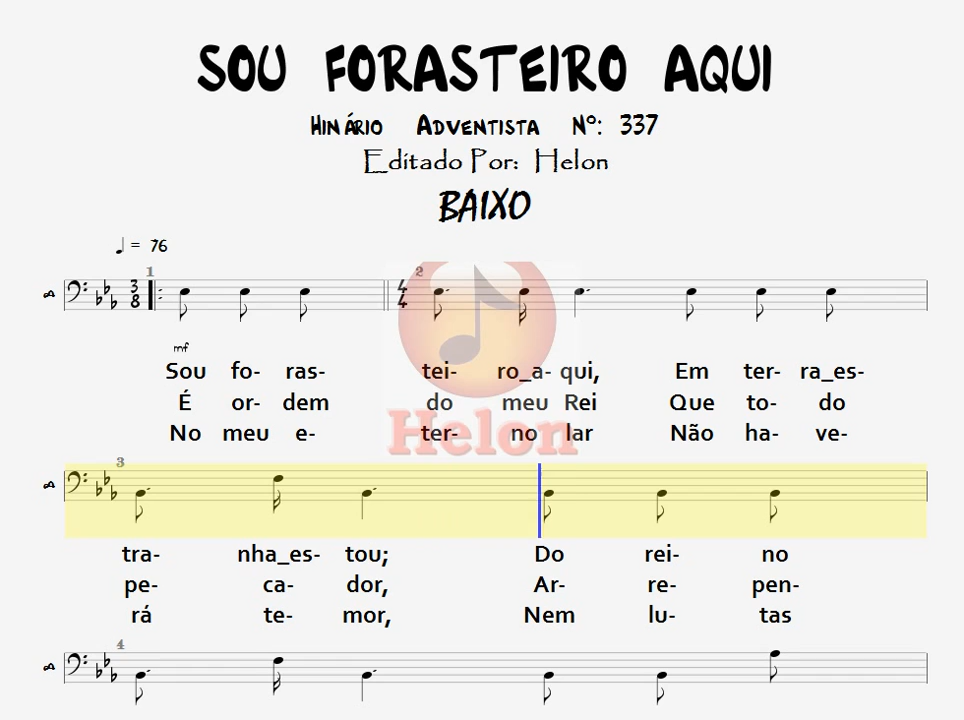 SOU FORASTEIRO AQUI
Hinário Adventista Nº: 337
Editado Por: Helon
BAIXO
♩ = 76
1 2
A 3 8 4 4
mf
Sou fo- ras- tei- ro_a- qui, Em ter- ra_es-
É or- dem do meu Rei Que to- do
No meu e- ter- no lar Não ha- ve-
Helon
3
A
tra- nha_es- tou; Do rei- no
pe- ca- dor, Ar- re- pen-
rá te- mor, Nem lu- tas
4
A